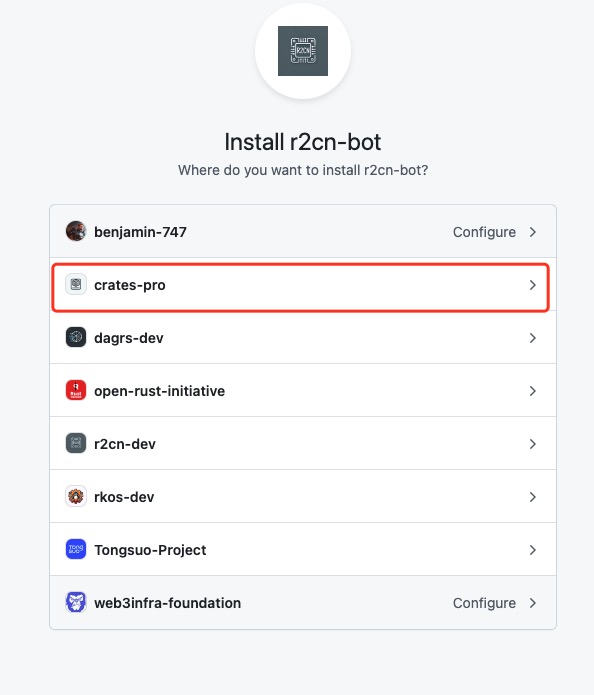 R2CN
Install r2cn-bot
Where do you want to install r2cn-bot?
benjamin-747 Configure
crates-pro
dagrs-dev
open-rust-initiative
r2cn-dev
rkos-dev
Tongsuo-Project
web3infra-foundation Configure